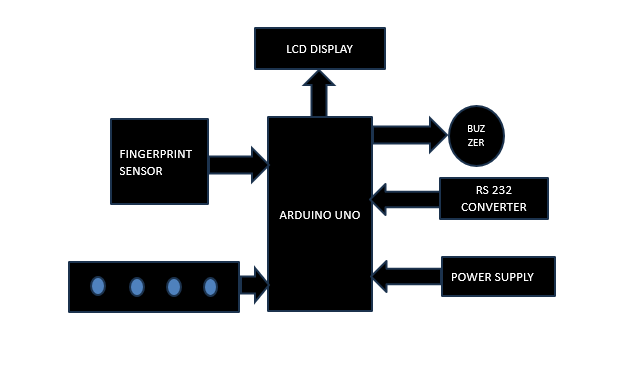 LCD DISPLAY
BUZ
ZER
FINGERPRINT
SENSOR
RS 232
CONVERTER
ARDUINO UNO
POWER SUPPLY